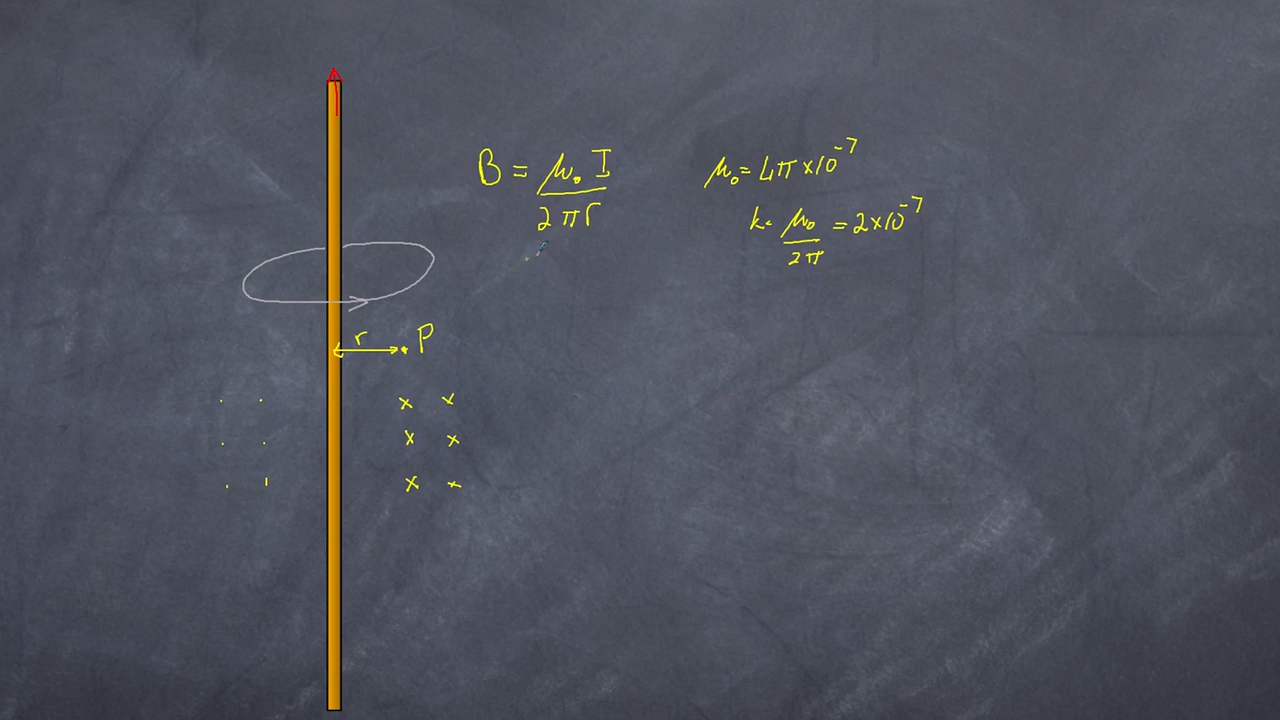 B = μ₀ I / 2πr
μ₀ = 4π×10⁻⁷
k = μ₀ / 2π = 2×10⁻⁷
r P
x x
x x
x x